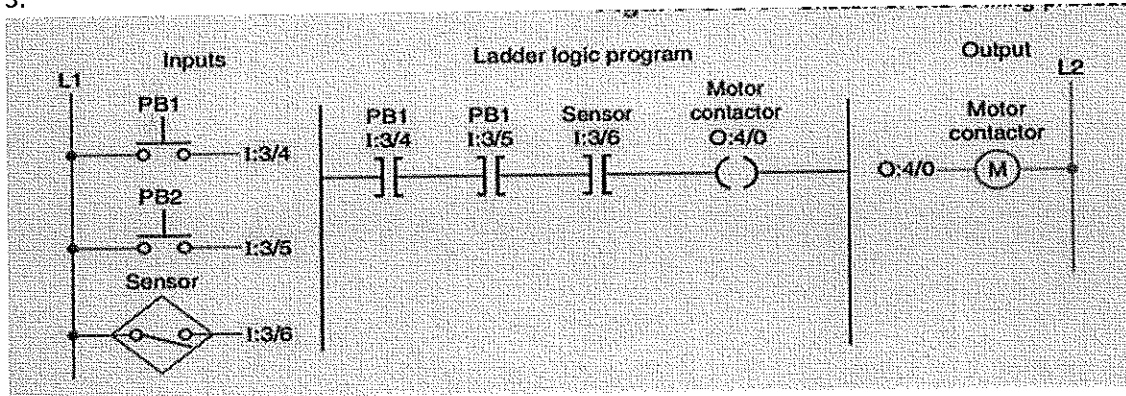 3.
Inputs
Ladder logic program
Output
L1
L2
PB1
I:3/4
PB2
I:3/5
Sensor
I:3/6
PB1 PB1 Sensor Motor contactor
I:3/4 I:3/5 I:3/6 O:4/0
Motor
contactor
O:4/0 M